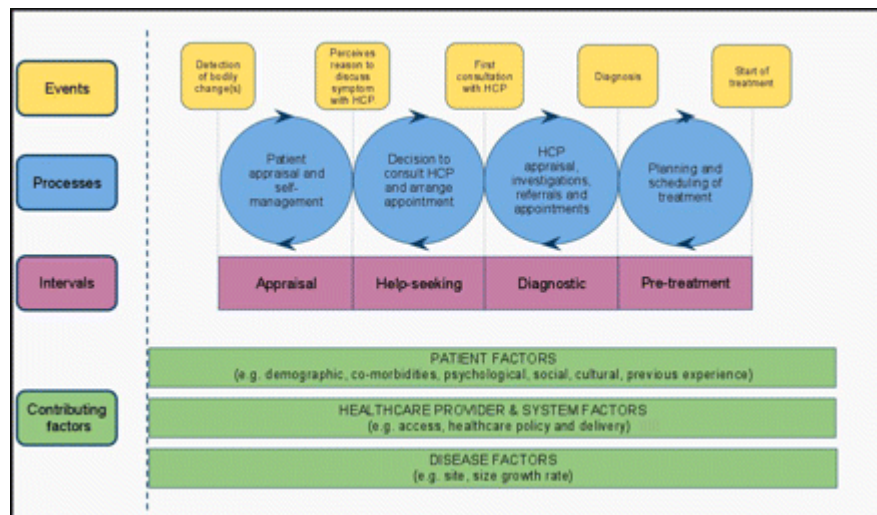 Events
Detection
of bodily
change(s)
Perceives
reason to
discuss
symptom
with HCP
First
consultation
with HCP
Diagnosis
Start of
treatment
Processes
Patient
appraisal and
self-
management
Decision to
consult HCP
and arrange
appointment
HCP
appraisal,
investigations,
referrals and
appointments
Planning and
scheduling of
treatment
Intervals
Appraisal
Help-seeking
Diagnostic
Pre-treatment
Contributing
factors
PATIENT FACTORS
(e.g. demographic, co-morbidities, psychological, social, cultural, previous experience)
HEALTHCARE PROVIDER & SYSTEM FACTORS
(e.g. access, healthcare policy and delivery)
DISEASE FACTORS
(e.g. site, size growth rate)